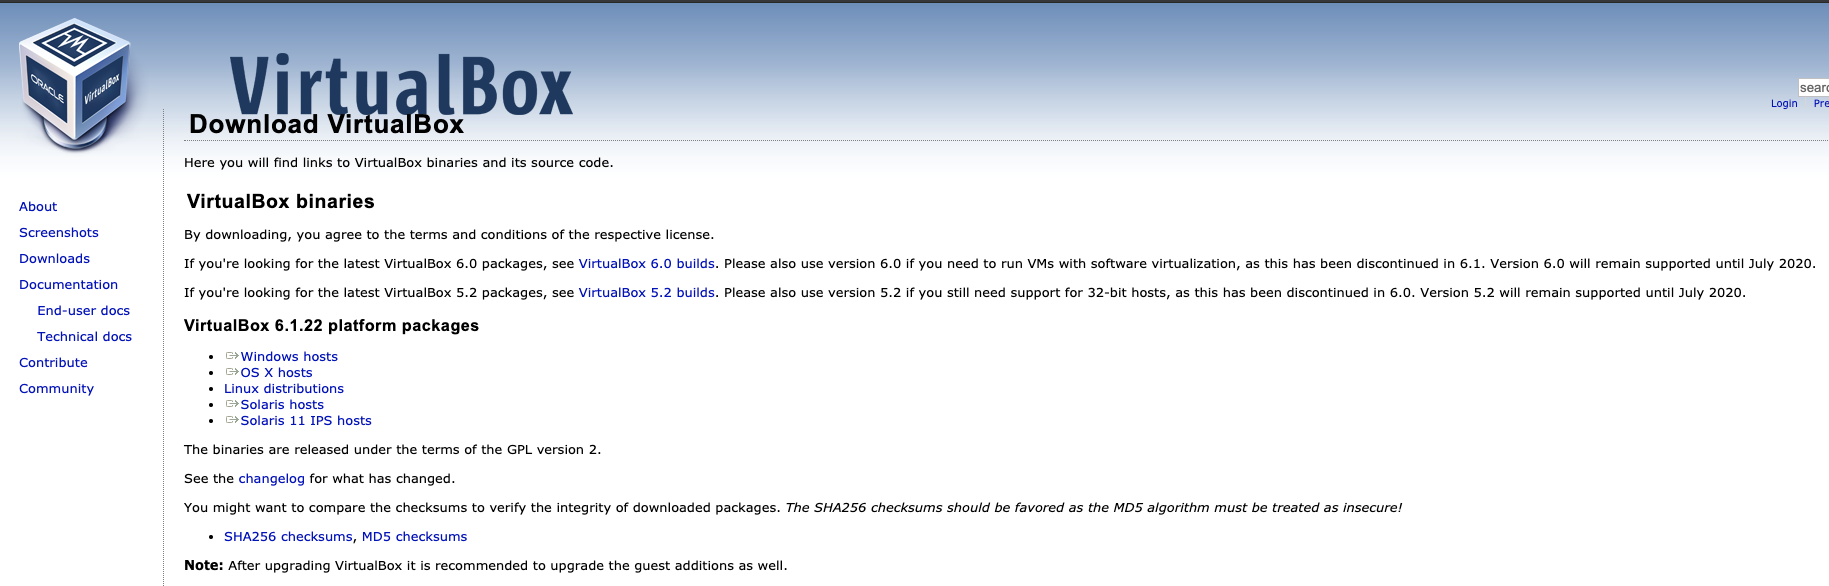 ORACLE
VirtualBox
VirtualBox
Login
Download VirtualBox
Here you will find links to VirtualBox binaries and its source code.
About
Screenshots
Downloads
Documentation
End-user docs
Technical docs
Contribute
Community
VirtualBox binaries
By downloading, you agree to the terms and conditions of the respective license.
If you're looking for the latest VirtualBox 6.0 packages, see VirtualBox 6.0 builds. Please also use version 6.0 if you need to run VMs with software virtualization, as this has been discontinued in 6.1. Version 6.0 will remain supported until July 2020.
If you're looking for the latest VirtualBox 5.2 packages, see VirtualBox 5.2 builds. Please also use version 5.2 if you still need support for 32-bit hosts, as this has been discontinued in 6.0. Version 5.2 will remain supported until July 2020.
VirtualBox 6.1.22 platform packages
• Windows hosts
• OS X hosts
• Linux distributions
• Solaris hosts
• Solaris 11 IPS hosts
The binaries are released under the terms of the GPL version 2.
See the changelog for what has changed.
You might want to compare the checksums to verify the integrity of downloaded packages. The SHA256 checksums should be favored as the MD5 algorithm must be treated as insecure!
• SHA256 checksums, MD5 checksums
Note: After upgrading VirtualBox it is recommended to upgrade the guest additions as well.